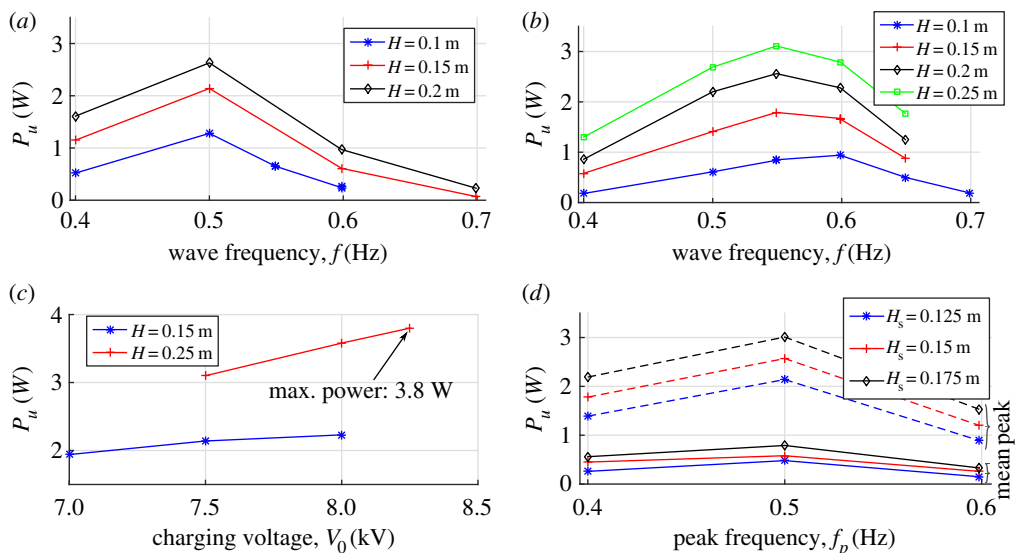 (a)
3
2
1
0
P_u (W)
0.4 0.5 0.6 0.7
wave frequency, f (Hz)
H = 0.1 m
H = 0.15 m
H = 0.2 m
(b)
3
2
1
0
P_u (W)
0.4 0.5 0.6 0.7
wave frequency, f (Hz)
H = 0.1 m
H = 0.15 m
H = 0.2 m
H = 0.25 m
(c)
4
3
2
P_u (W)
7.0 7.5 8.0 8.5
charging voltage, V_0 (kV)
H = 0.15 m
H = 0.25 m
max. power: 3.8 W
(d)
3
2
1
0
P_u (W)
0.4 0.5 0.6
peak frequency, f_p (Hz)
H_s = 0.125 m
H_s = 0.15 m
H_s = 0.175 m
mean peak